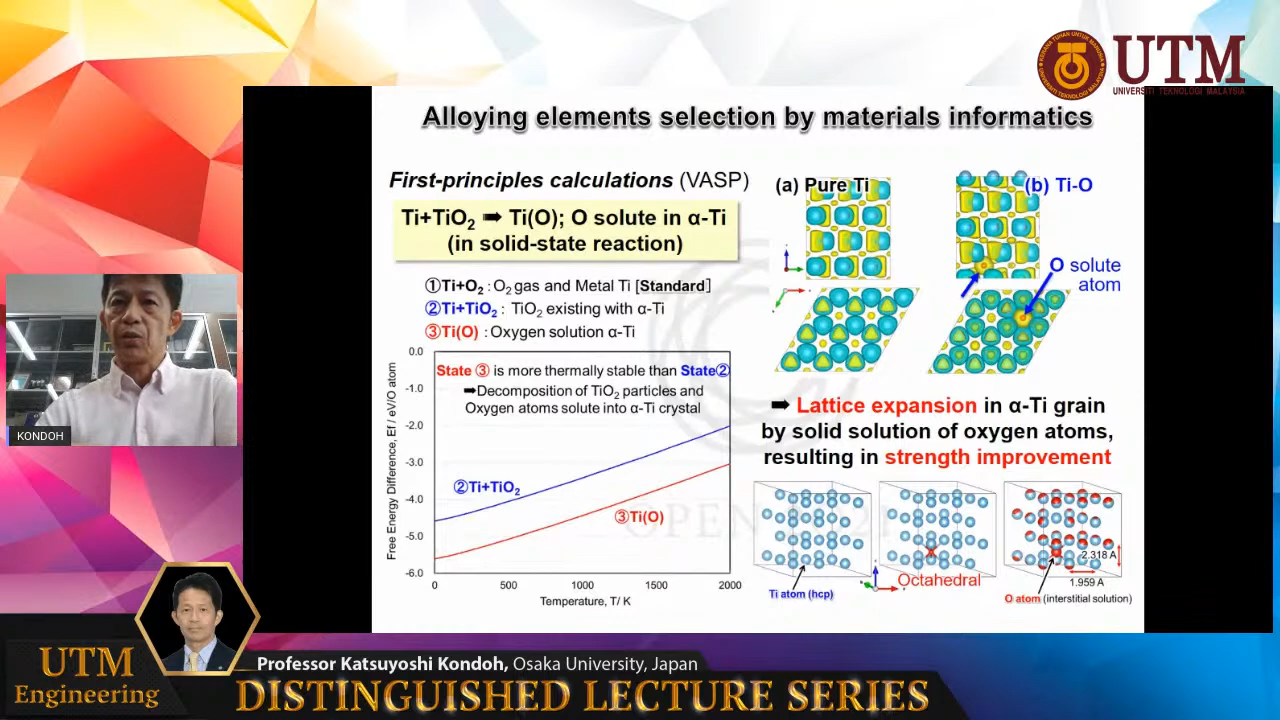 UTM
UNIVERSITI TEKNOLOGI MALAYSIA
Alloying elements selection by materials informatics
First-principles calculations (VASP)
Ti+TiO₂ ➡ Ti(O); O solute in α-Ti
(in solid-state reaction)
①Ti+O₂ : O₂ gas and Metal Ti [Standard]
②Ti+TiO₂ : TiO₂ existing with α-Ti
③Ti(O) : Oxygen solution α-Ti
Free Energy Difference, Ef / eV/O atom
0.0
-1.0
-2.0
-3.0
-4.0
-5.0
-6.0
State ③ is more thermally stable than State②
➡Decomposition of TiO₂ particles and
Oxygen atoms solute into α-Ti crystal
②Ti+TiO₂
③Ti(O)
0 500 1000 1500 2000
Temperature, T/ K
(a) Pure Ti
(b) Ti-O
O solute
atom
➡ Lattice expansion in α-Ti grain
by solid solution of oxygen atoms,
resulting in strength improvement
Ti atom (hcp)
Octahedral
2.318 A
1.959 A
O atom (interstitial solution)
KONDOH
UTM
Engineering
Professor Katsuyoshi Kondoh, Osaka University, Japan
DISTINGUISHED LECTURE SERIES